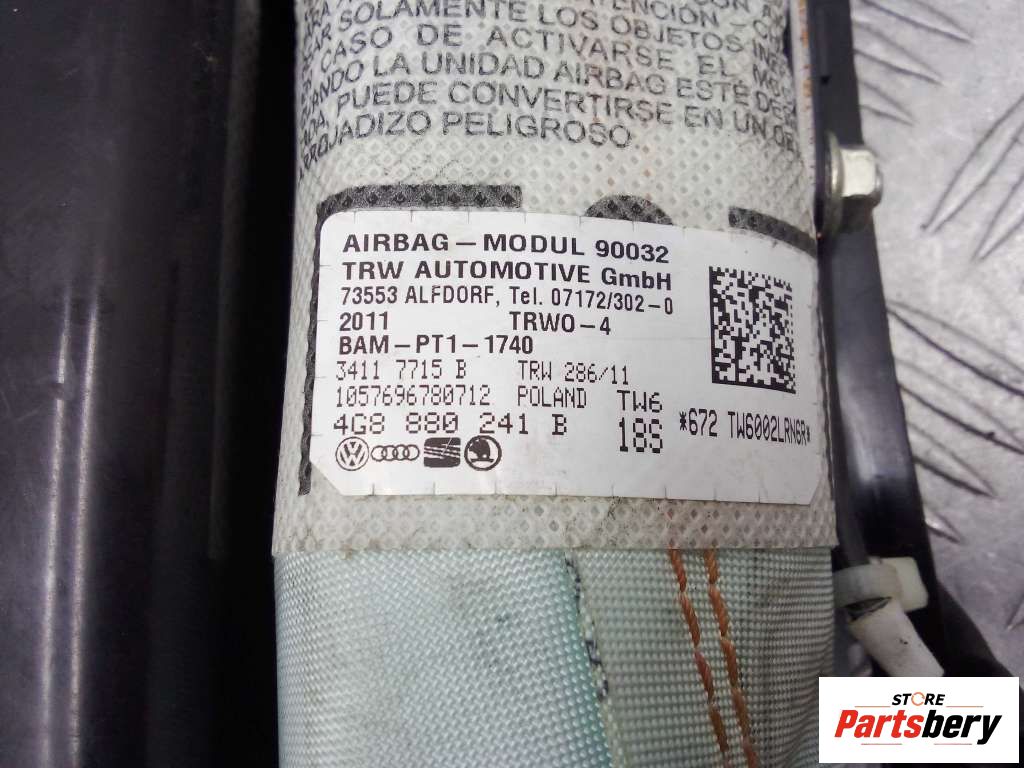 GAR SOLAMENTE LOS OBJETOS
CASO DE ACTIVARSE EL
CUANDO LA UNIDAD AIRBAG ESTÉ
PUEDE CONVERTIRSE EN UN
PELIGROSO
AIRBAG – MODUL 90032
TRW AUTOMOTIVE GmbH
73553 ALFDORF, Tel. 07172/302-0
2011 TRWO-4
BAM-PT1-1740
3411 7715 B TRW 286/11
1057696780712 POLAND TW6
4G8 880 241 B 18S *672 TW6002LRN6R*
STORE
Partsbery